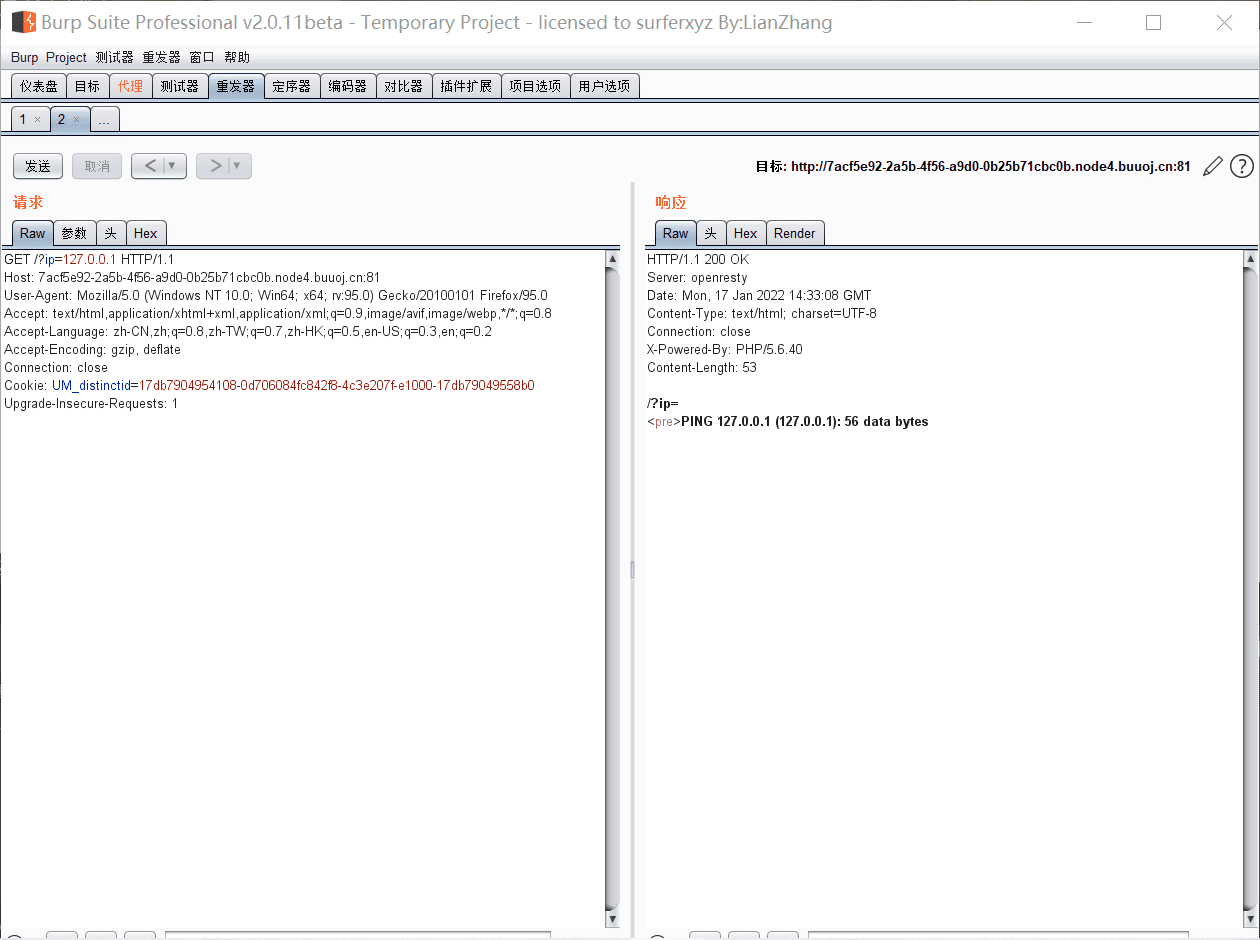 Burp Suite Professional v2.0.11beta - Temporary Project - licensed to surferxyz By:LianZhang
Burp Project 测试器 重发器 窗口 帮助
仪表盘 目标 代理 测试器 重发器 定序器 编码器 对比器 插件扩展 项目选项 用户选项
1 × 2 × ...
发送 取消 < ▼ > ▼ 目标: http://7acf5e92-2a5b-4f56-a9d0-0b25b71cbc0b.node4.buuoj.cn:81 ?
请求
Raw 参数 头 Hex
GET /?ip=127.0.0.1 HTTP/1.1
Host: 7acf5e92-2a5b-4f56-a9d0-0b25b71cbc0b.node4.buuoj.cn:81
User-Agent: Mozilla/5.0 (Windows NT 10.0; Win64; x64; rv:95.0) Gecko/20100101 Firefox/95.0
Accept: text/html,application/xhtml+xml,application/xml;q=0.9,image/avif,image/webp,*/*;q=0.8
Accept-Language: zh-CN,zh;q=0.8,zh-TW;q=0.7,zh-HK;q=0.5,en-US;q=0.3,en;q=0.2
Accept-Encoding: gzip, deflate
Connection: close
Cookie: UM_distinctid=17db7904954108-0d706084fc842f8-4c3e207f-e1000-17db79049558b0
Upgrade-Insecure-Requests: 1
响应
Raw 头 Hex Render
HTTP/1.1 200 OK
Server: openresty
Date: Mon, 17 Jan 2022 14:33:08 GMT
Content-Type: text/html; charset=UTF-8
Connection: close
X-Powered-By: PHP/5.6.40
Content-Length: 53
/?ip=
<pre>PING 127.0.0.1 (127.0.0.1): 56 data bytes